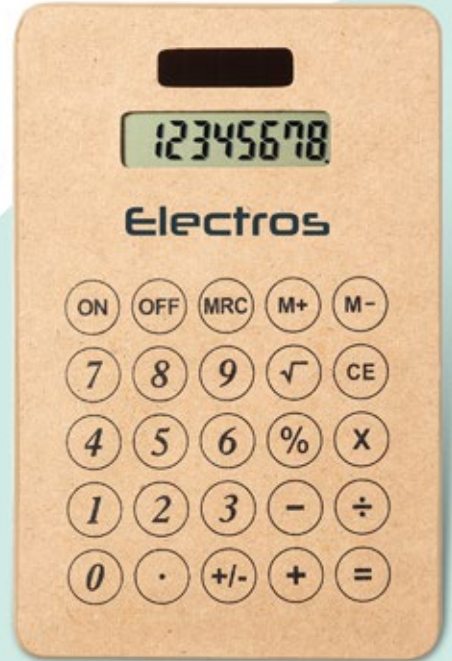 12345678.
Electros
ON OFF MRC M+ M-
7 8 9 √ CE
4 5 6 % X
1 2 3 - ÷
0 . +/- + =